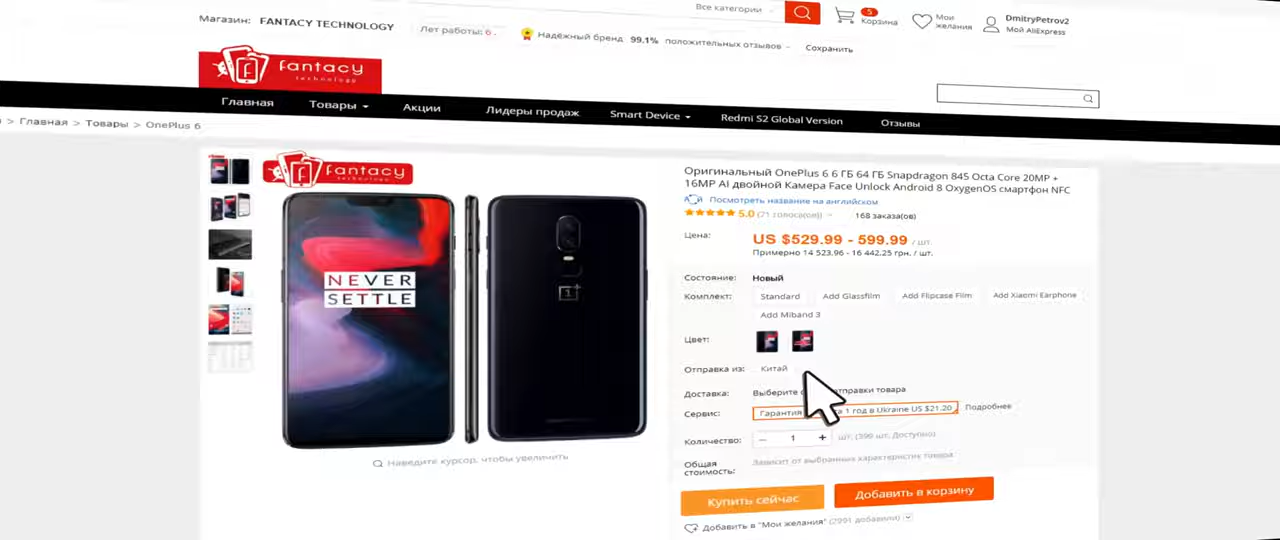 Все категории
Магазин: FANTACY TECHNOLOGY
Лет работы: 6
Надёжный бренд 99.1% положительных отзывов
Сохранить
5
Корзина
Мои желания
DmitryPetrov2
Мой AliExpress
fantacy
technology
Главная Товары Акции Лидеры продаж Smart Device Redmi S2 Global Version Отзывы
> Главная > Товары > OnePlus 6
fantacy
technology
NEVER
SETTLE
Наведите курсор, чтобы увеличить
Оригинальный OnePlus 6 6 ГБ 64 ГБ Snapdragon 845 Octa Core 20MP +
16MP AI двойной Камера Face Unlock Android 8 OxygenOS смартфон NFC
Посмотреть название на английском
5.0 (71 голоса(ов)) 168 заказа(ов)
Цена: US $529.99 - 599.99 / шт.
Примерно 14 523,96 - 16 442,25 грн. / шт.
Состояние: Новый
Комплект: Standard Add Glassfilm Add Flipcase Film Add Xiaomi Earphone
Add Miband 3
Цвет:
Отправка из: Китай
Доставка: Выберите отправки товара
Сервис: Гарантия 1 год в Ukraine US $21.20 Подробнее
Количество: − 1 + шт. (399 шт. Доступно)
Общая
стоимость: Зависит от выбранных характеристик товара
Купить сейчас Добавить в корзину
Добавить в "Мои желания" (2991 добавили)